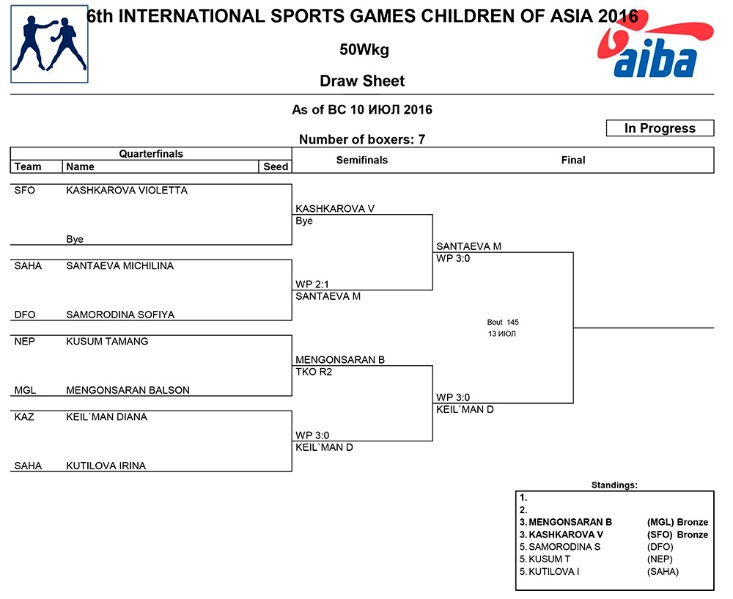 6th INTERNATIONAL SPORTS GAMES CHILDREN OF ASIA 2016
aiba
50Wkg
Draw Sheet
As of ВС 10 ИЮЛ 2016
In Progress
Number of boxers: 7
Quarterfinals
Semifinals
Final
Team Name Seed
SFO KASHKAROVA VIOLETTA
KASHKAROVA V
Bye
Bye
SANTAEVA M
WP 3:0
SAHA SANTAEVA MICHILINA
WP 2:1
SANTAEVA M
DFO SAMORODINA SOFIYA
Bout 145
13 ИЮЛ
NEP KUSUM TAMANG
MENGONSARAN B
TKO R2
MGL MENGONSARAN BALSON
WP 3:0
KEIL`MAN D
KAZ KEIL`MAN DIANA
WP 3:0
KEIL`MAN D
SAHA KUTILOVA IRINA
Standings:
1.
2.
3. MENGONSARAN B (MGL) Bronze
3. KASHKAROVA V (SFO) Bronze
5. SAMORODINA S (DFO)
5. KUSUM T (NEP)
5. KUTILOVA I (SAHA)